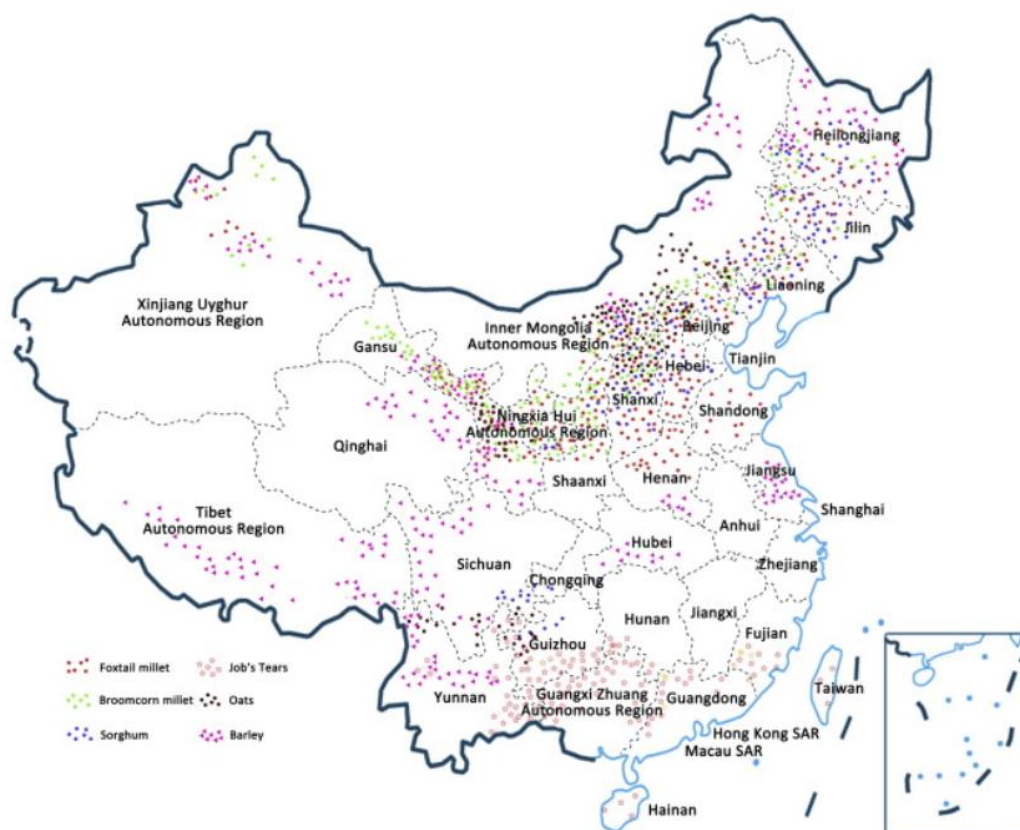 Heilongjiang
Jilin
Liaoning
Xinjiang Uyghur
Autonomous Region
Inner Mongolia
Autonomous Region
Beijing
Gansu
Tianjin
Hebei
Shanxi
Ningxia Hui
Autonomous Region
Shandong
Qinghai
Shaanxi
Henan
Jiangsu
Tibet
Autonomous Region
Anhui
Shanghai
Hubei
Sichuan
Chongqing
Zhejiang
Hunan
Jiangxi
Guizhou
Fujian
Foxtail millet
Job's Tears
Broomcorn millet
Oats
Sorghum
Barley
Yunnan
Guangxi Zhuang
Autonomous Region
Guangdong
Taiwan
Hong Kong SAR
Macau SAR
Hainan